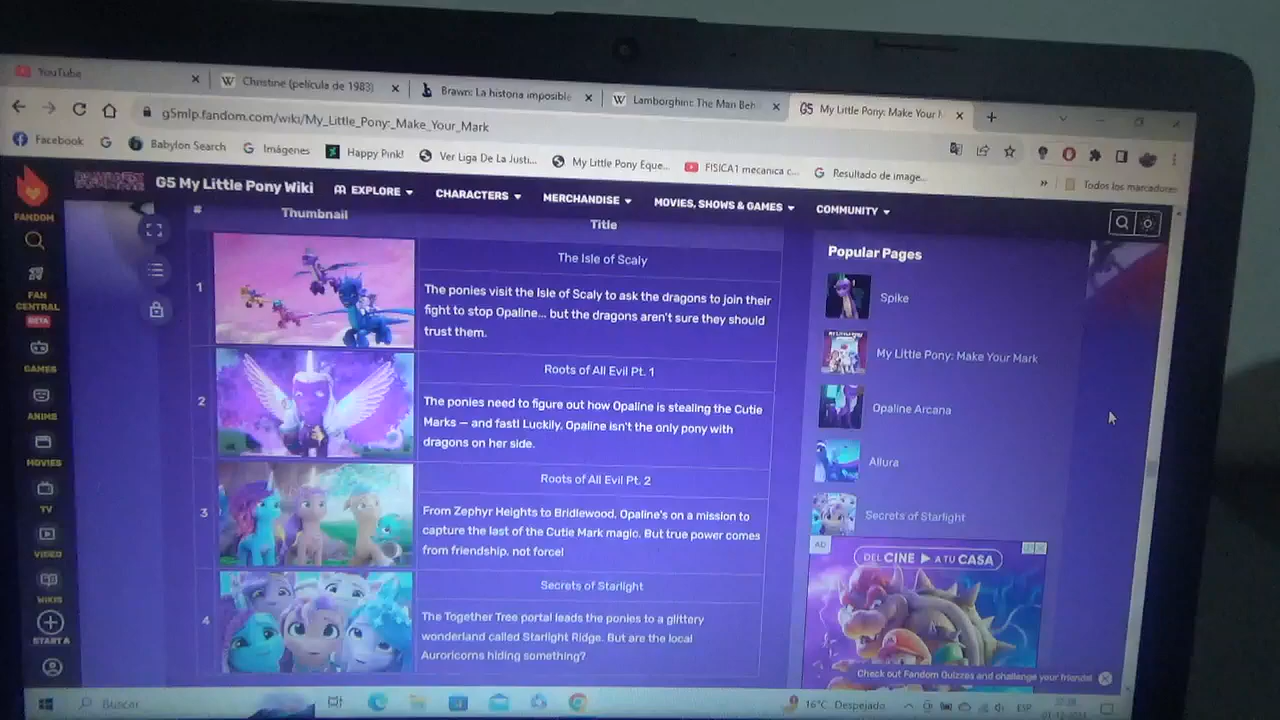 YouTube
Christine (película de 1983)
Brawn: La historia imposible
Lamborghini: The Man Beh
G5 My Little Pony: Make Your M
g5mlp.fandom.com/wiki/My_Little_Pony:_Make_Your_Mark
Facebook
Babylon Search
Imágenes
Happy Pink!
Ver Liga De La Justi...
My Little Pony Eque...
FISICA1 mecanica c...
Resultado de image...
Todos los marcadores
FANDOM
G5 My Little Pony Wiki
EXPLORE
CHARACTERS
MERCHANDISE
MOVIES, SHOWS & GAMES
COMMUNITY
FAN CENTRAL
BETA
GAMES
ANIME
MOVIES
TV
VIDEO
WIKIS
START A
# Thumbnail Title
1
The Isle of Scaly
The ponies visit the Isle of Scaly to ask the dragons to join their
fight to stop Opaline... but the dragons aren't sure they should
trust them.
2
Roots of All Evil Pt. 1
The ponies need to figure out how Opaline is stealing the Cutie
Marks — and fast! Luckily, Opaline isn't the only pony with
dragons on her side.
3
Roots of All Evil Pt. 2
From Zephyr Heights to Bridlewood, Opaline's on a mission to
capture the last of the Cutie Mark magic. But true power comes
from friendship, not force!
4
Secrets of Starlight
The Together Tree portal leads the ponies to a glittery
wonderland called Starlight Ridge. But are the local
Auroricorns hiding something?
Popular Pages
Spike
My Little Pony: Make Your Mark
Opaline Arcana
Allura
Secrets of Starlight
AD
DEL CINE A TU CASA
Check out Fandom Quizzes and challenge your friends!
Buscar
16°C Despejado
ESP